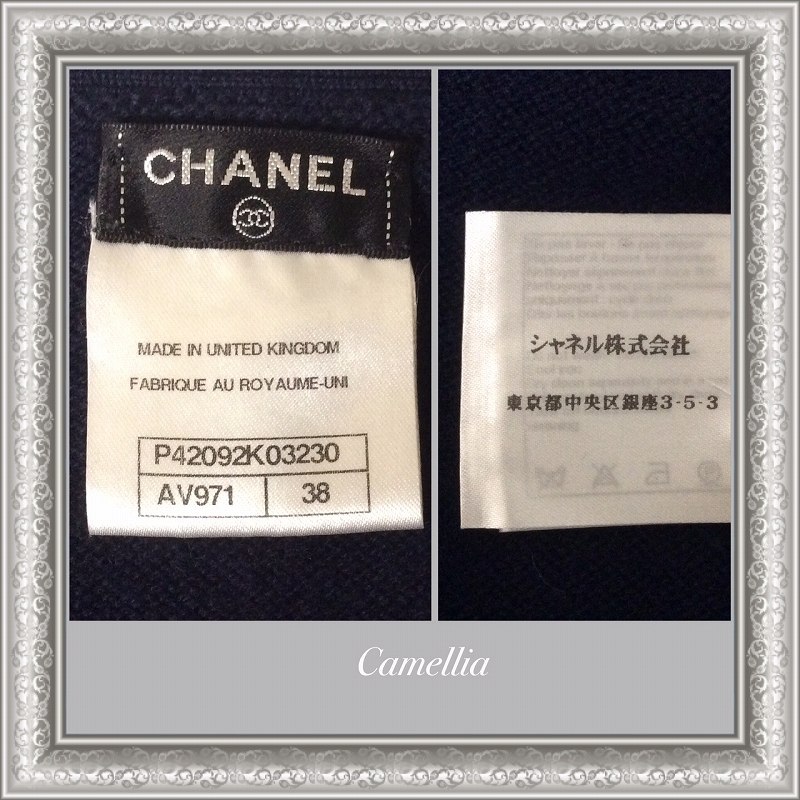 CHANEL
MADE IN UNITED KINGDOM
FABRIQUE AU ROYAUME-UNI
P42092K03230
AV971 38
シャネル株式会社
東京都中央区銀座3-5-3
Camellia